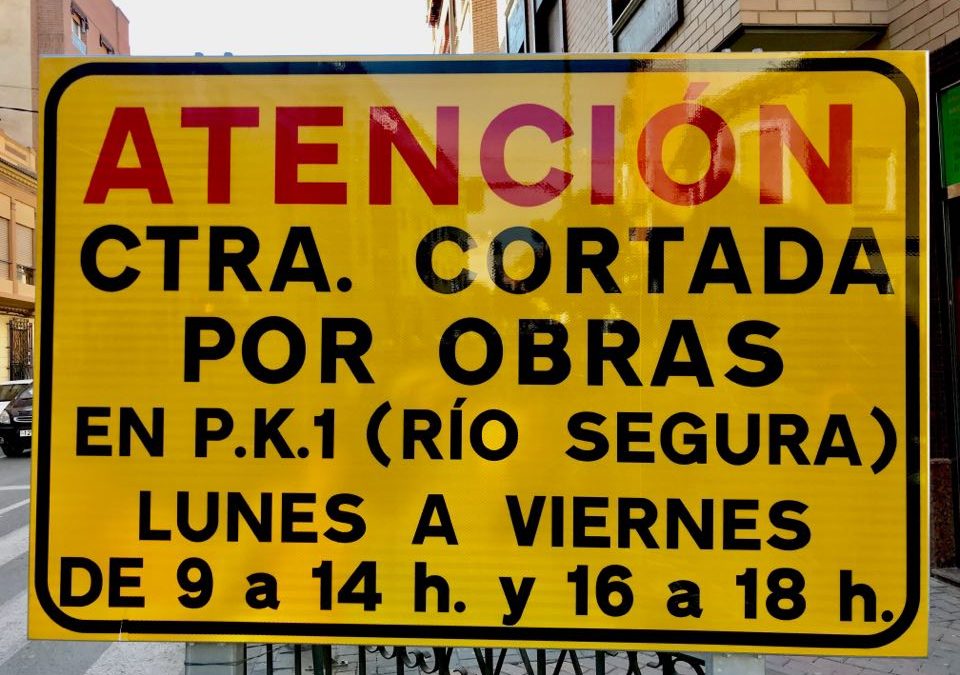 ATENCIÓN
CTRA. CORTADA
POR OBRAS
EN P.K.1 (RÍO SEGURA)
LUNES A VIERNES
DE 9 a 14 h. y 16 a 18 h.